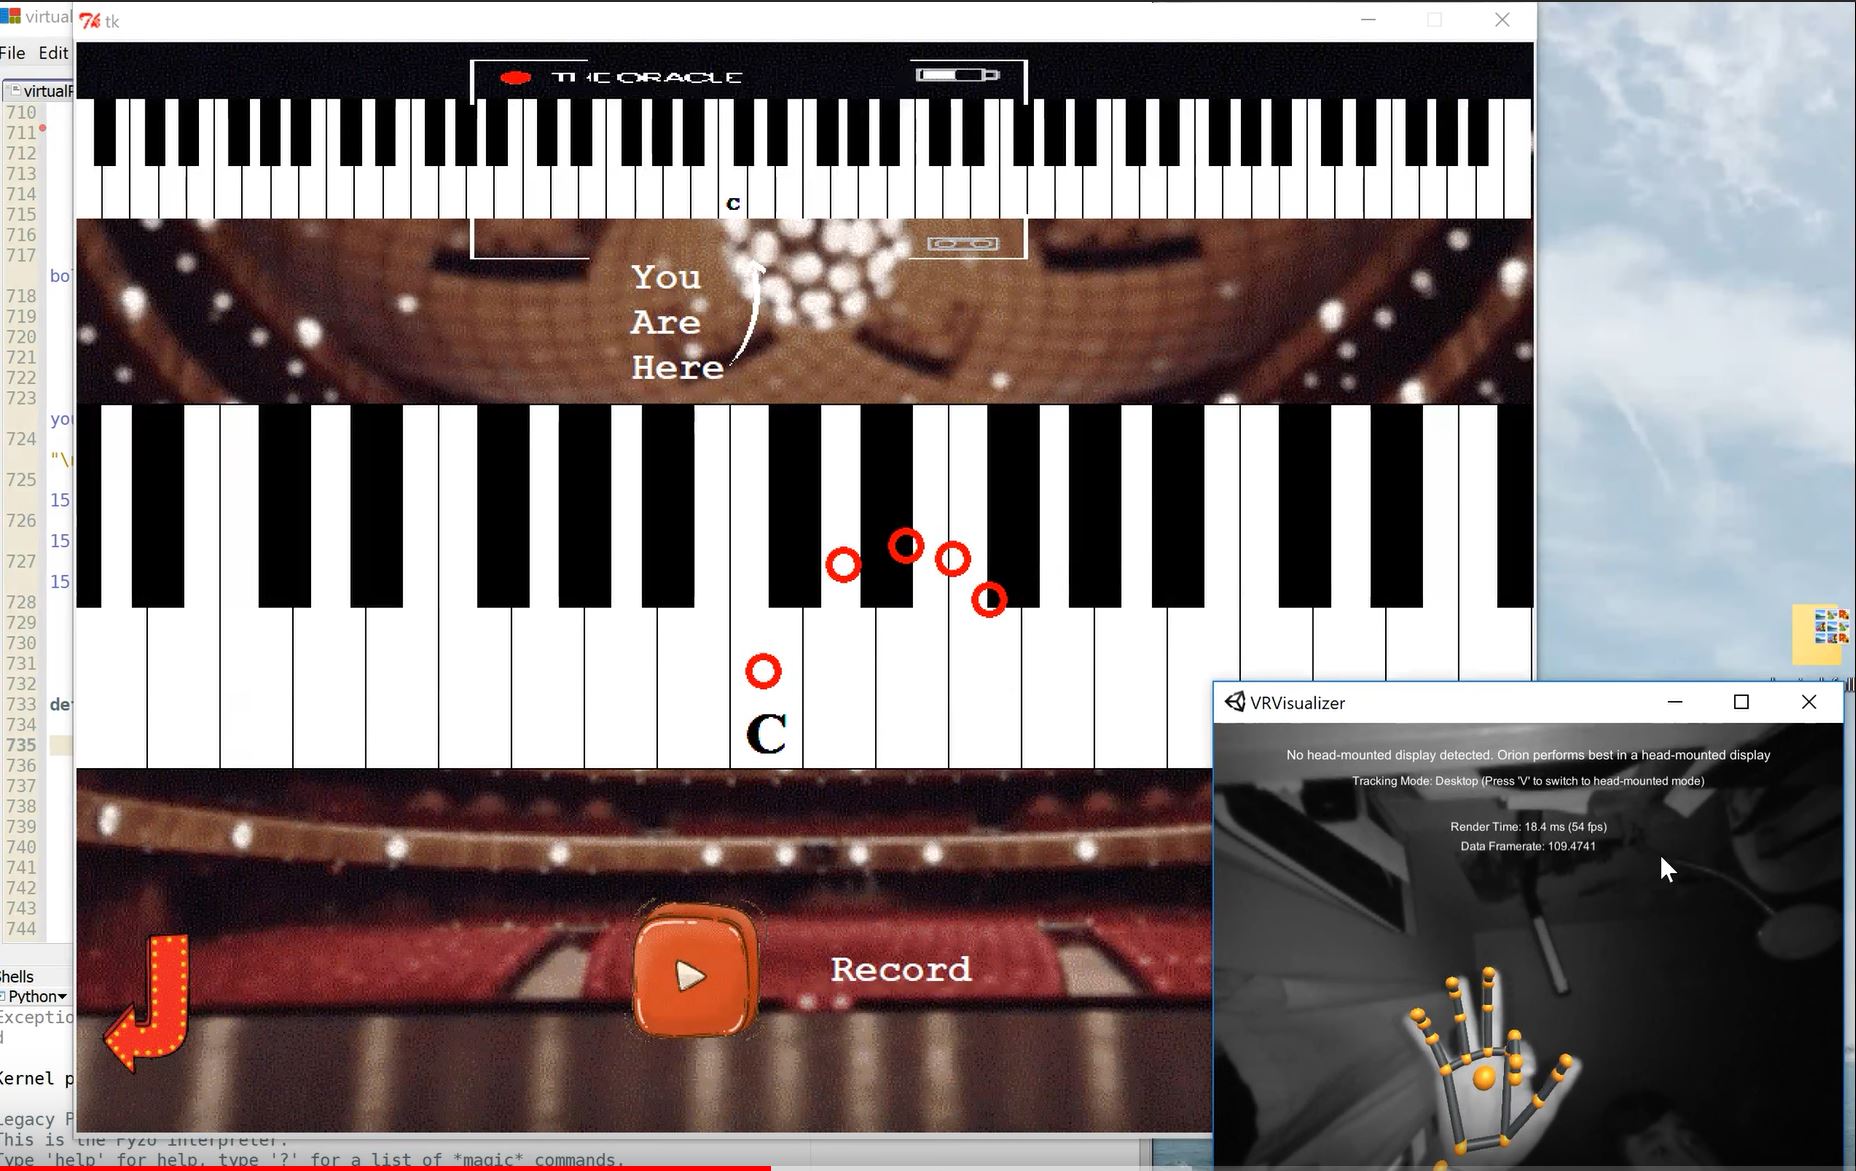 virtual
tk
File Edit
THE ORACLE
virtualP
710
711
712
713
714
715
716
717
bo
718
719
720
721
722
723
yo
724
"\
725
15
726
15
727
15
728
729
730
731
732
733 de
734
735
736
737
738
739
740
741
742
743
744
C
You
Are
Here
C
Record
VRVisualizer
No head-mounted display detected. Orion performs best in a head-mounted display
Tracking Mode: Desktop (Press 'V' to switch to head-mounted mode)
Render Time: 18.4 ms (54 fps)
Data Framerate: 109.4741
Shells
Python
Exceptio
d
Kernel p
Legacy P
This is the Pyzo interpreter.
Type 'help' for help, type '?' for a list of *magic* commands.